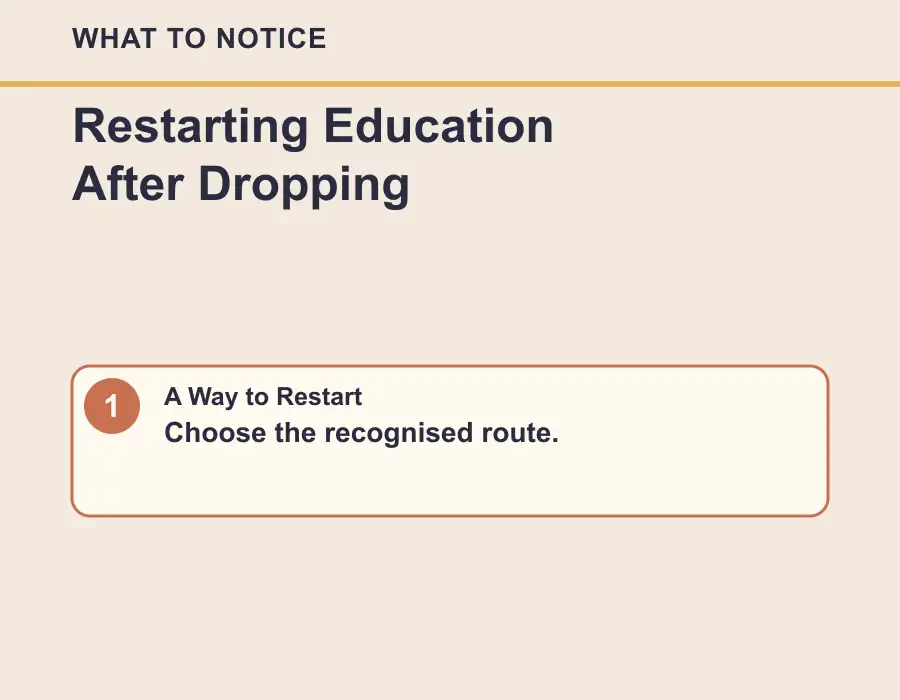 WHAT TO NOTICE
Restarting Education
After Dropping
1
A Way to Restart
Choose the recognised route.